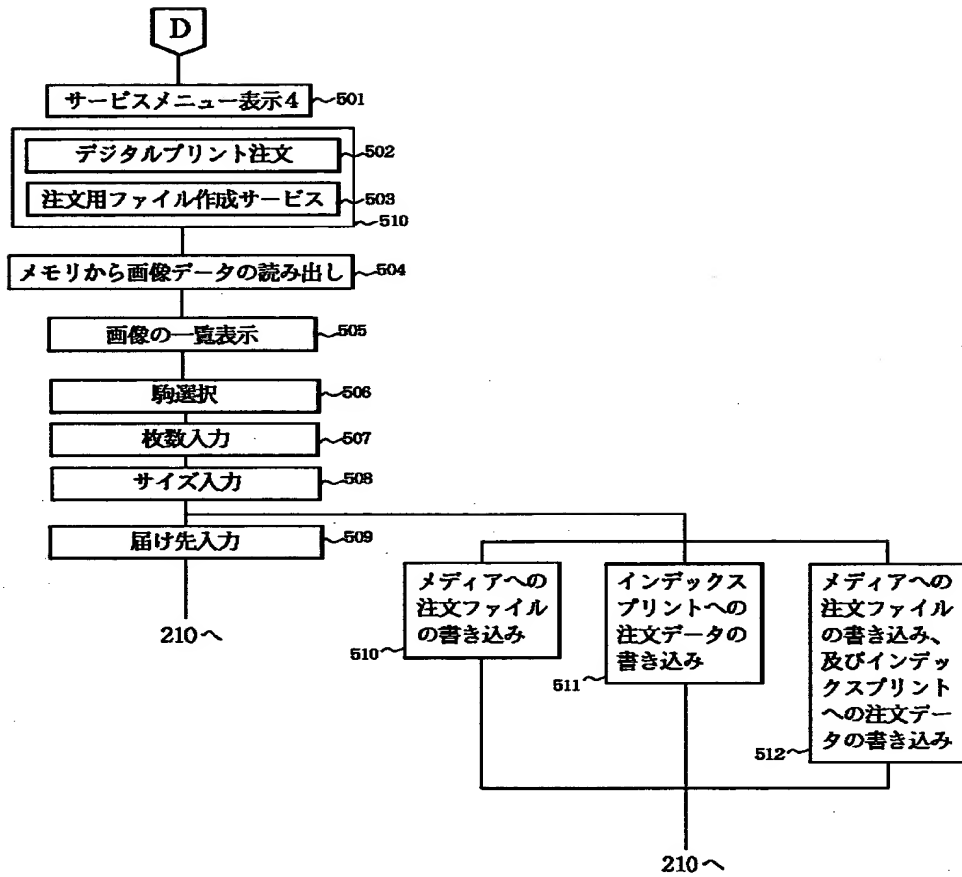 D
サービスメニュー表示4
501
デジタルプリント注文
502
注文用ファイル作成サービス
503
510
メモリから画像データの読み出し
504
画像の一覧表示
505
駒選択
506
枚数入力
507
サイズ入力
508
届け先入力
509
210へ
メディアへの
注文ファイル
の書き込み
510
インデックス
プリントへの
注文データの
書き込み
511
メディアへの
注文ファイル
の書き込み、
及びインデッ
クスプリント
への注文デー
タの書き込み
512
210へ